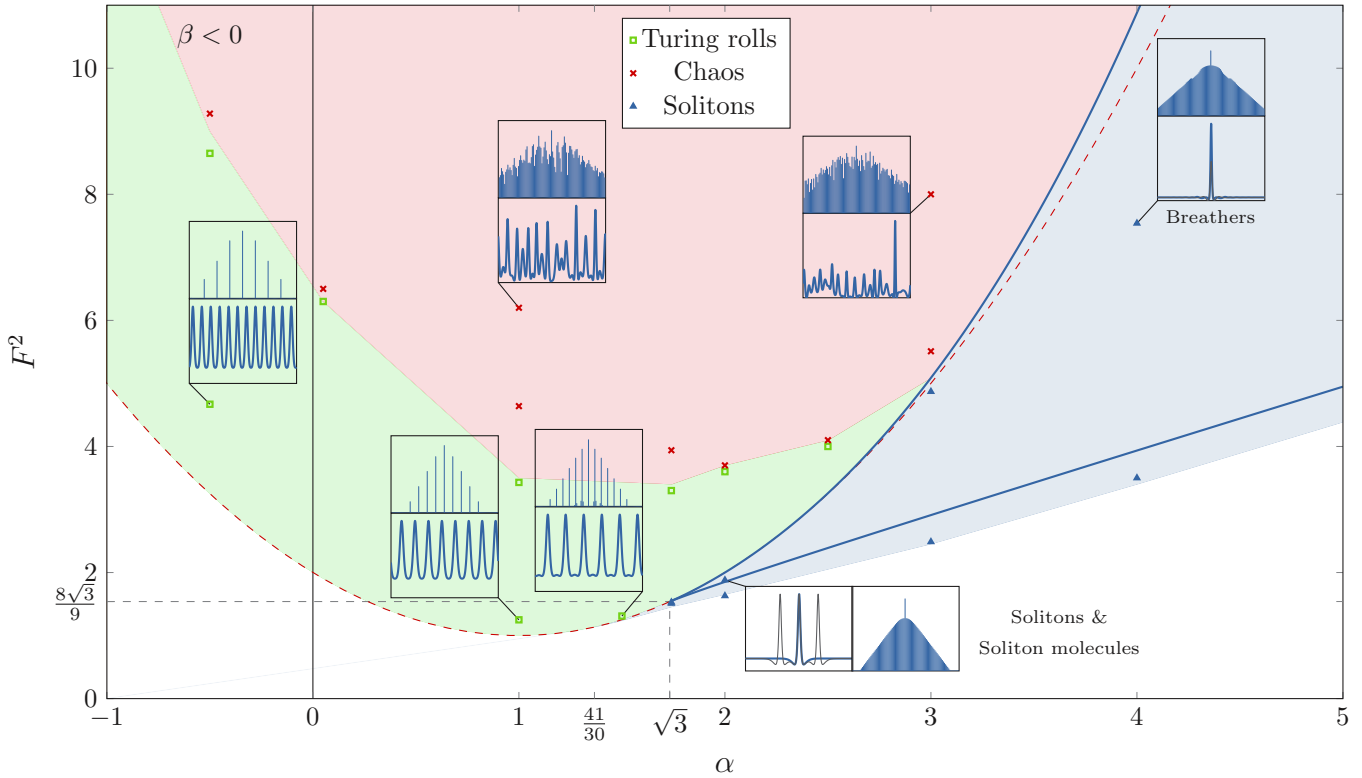 β < 0
Turing rolls
Chaos
Solitons
Breathers
Solitons &
Soliton molecules
10
8
6
4
2
8√3/9
0
F²
−1
0
1
41/30
√3
2
3
4
5
α